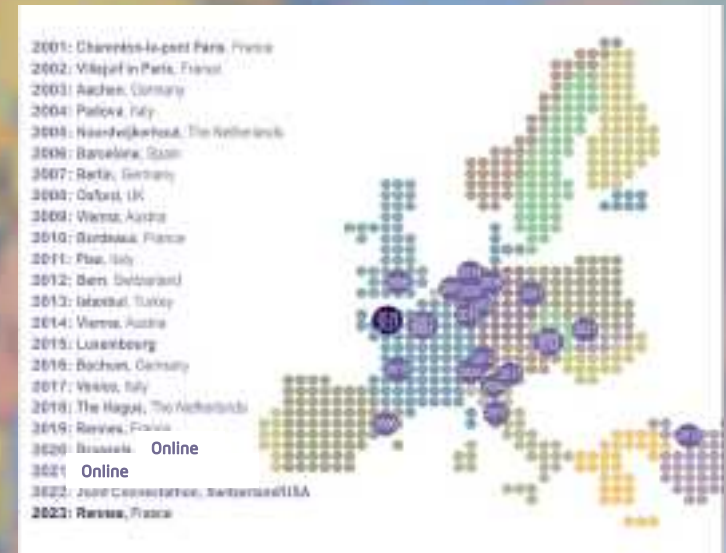 2001: Charenton-le-pont Paris, France
2002: Villejuif in Paris, France
2003: Aachen, Germany
2004: Padova, Italy
2005: Noordwijkerhout, The Netherlands
2006: Barcelona, Spain
2007: Berlin, Germany
2008: Oxford, UK
2009: Vienna, Austria
2010: Bordeaux, France
2011: Pisa, Italy
2012: Bern, Switzerland
2013: Istanbul, Turkey
2014: Vienna, Austria
2015: Luxembourg
2016: Bochum, Germany
2017: Venice, Italy
2018: The Hague, The Netherlands
2019: Rennes, France
2020: Brussels Online
2021 Online
2022: Joint Connectathon, Switzerland/USA
2023: Rennes, France